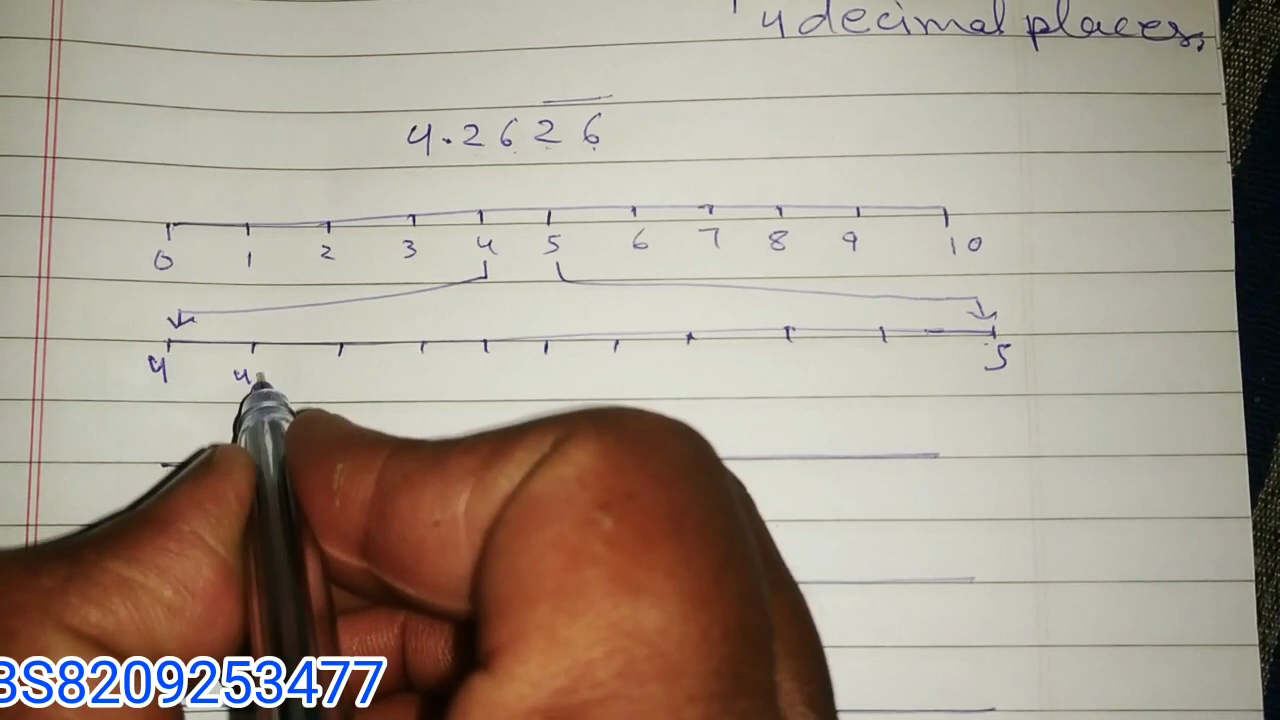 4 decimal places,
4.2626
0 1 2 3 4 5 6 7 8 9 10
4 4 5
BS8209253477